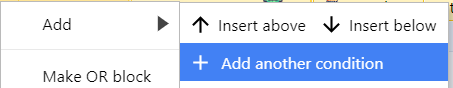 Add
Insert above
Insert below
Add another condition
Make OR block